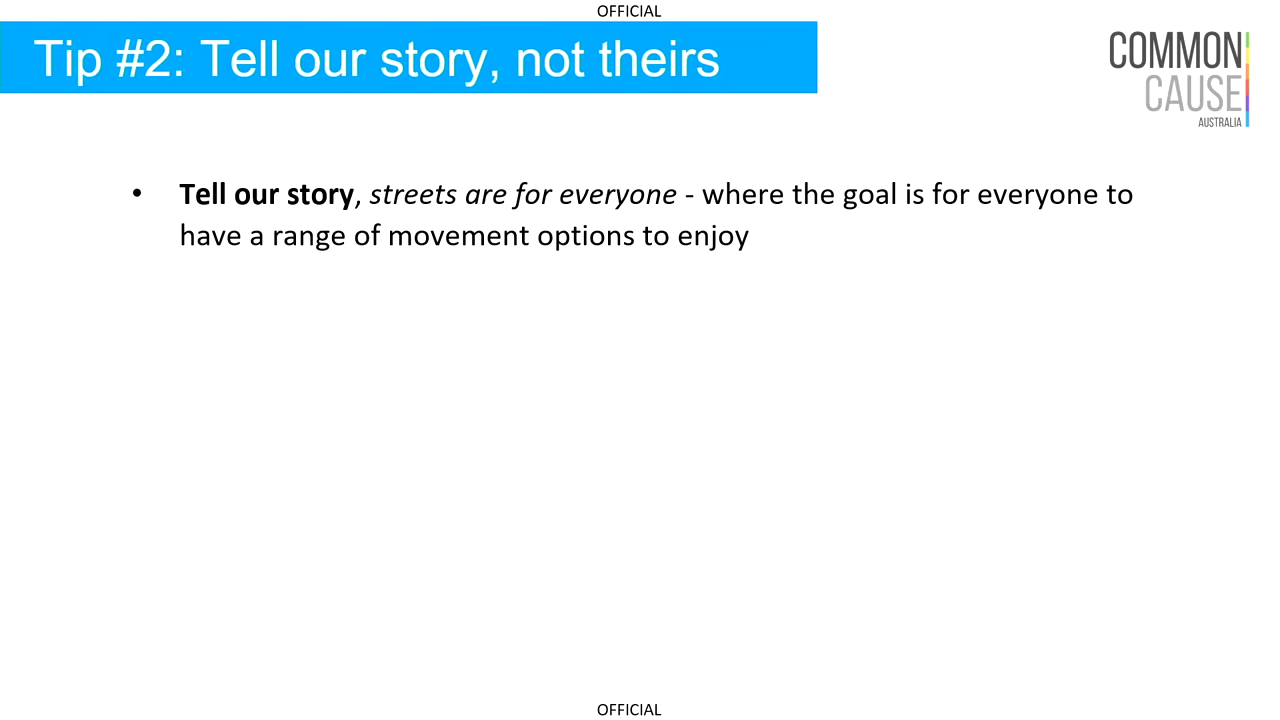 OFFICIAL
Tip #2: Tell our story, not theirs
COMMON
CAUSE
AUSTRALIA
• Tell our story, streets are for everyone - where the goal is for everyone to
have a range of movement options to enjoy
OFFICIAL